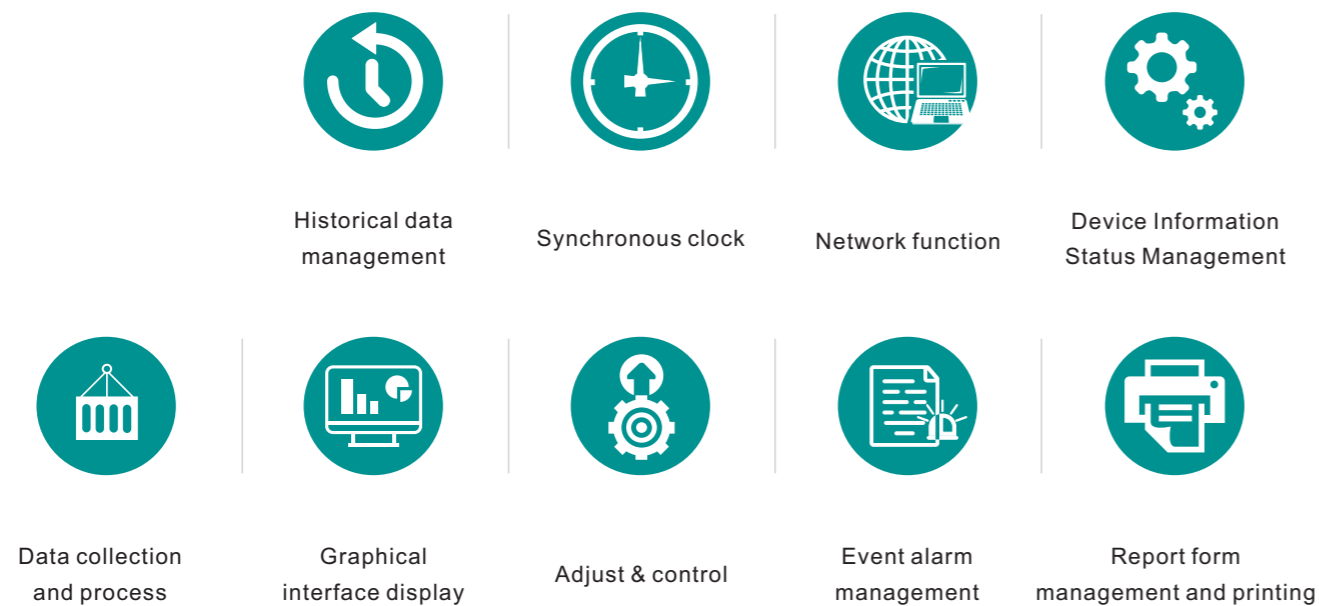 Historical data
management
Synchronous clock
Network function
Device Information
Status Management
Data collection
and process
Graphical
interface display
Adjust & control
Event alarm
management
Report form
management and printing